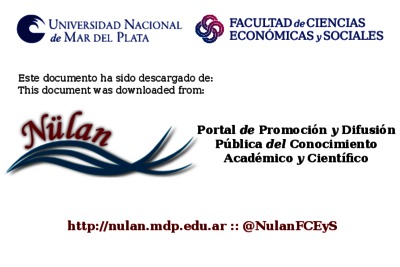 UNIVERSIDAD NACIONAL
de MAR DEL PLATA
FACULTAD de CIENCIAS
ECONÓMICAS y SOCIALES
Este documento ha sido descargado de:
This document was downloaded from:
Nülan
Portal de Promoción y Difusión
Pública del Conocimiento
Académico y Científico
http://nulan.mdp.edu.ar :: @NulanFCEyS